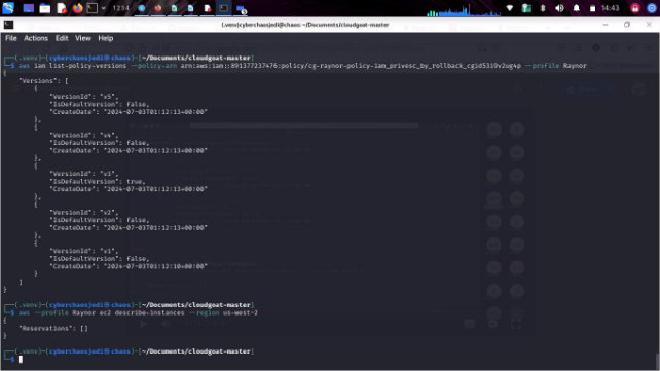 1 2 3 4
14:43
(.venv)cyberchaosjedi@chaos: ~/Documents/cloudgoat-master
File Actions Edit View Help
(.venv)-(cyberchaosjedi㉿chaos)-[~/Documents/cloudgoat-master]
$ aws iam list-policy-versions --policy-arn arn:aws:iam::891377237476:policy/cg-raynor-policy-iam_privesc_by_rollback_cgid53i9v2ug4p --profile Raynor
{
"Versions": [
{
"VersionId": "v5",
"IsDefaultVersion": false,
"CreateDate": "2024-07-03T01:12:13+00:00"
},
{
"VersionId": "v4",
"IsDefaultVersion": false,
"CreateDate": "2024-07-03T01:12:13+00:00"
},
{
"VersionId": "v3",
"IsDefaultVersion": true,
"CreateDate": "2024-07-03T01:12:13+00:00"
},
{
"VersionId": "v2",
"IsDefaultVersion": false,
"CreateDate": "2024-07-03T01:12:13+00:00"
},
{
"VersionId": "v1",
"IsDefaultVersion": false,
"CreateDate": "2024-07-03T01:12:10+00:00"
}
]
}
(.venv)-(cyberchaosjedi㉿chaos)-[~/Documents/cloudgoat-master]
$ aws --profile Raynor ec2 describe-instances --region us-west-2
{
"Reservations": []
}
(.venv)-(cyberchaosjedi㉿chaos)-[~/Documents/cloudgoat-master]
$